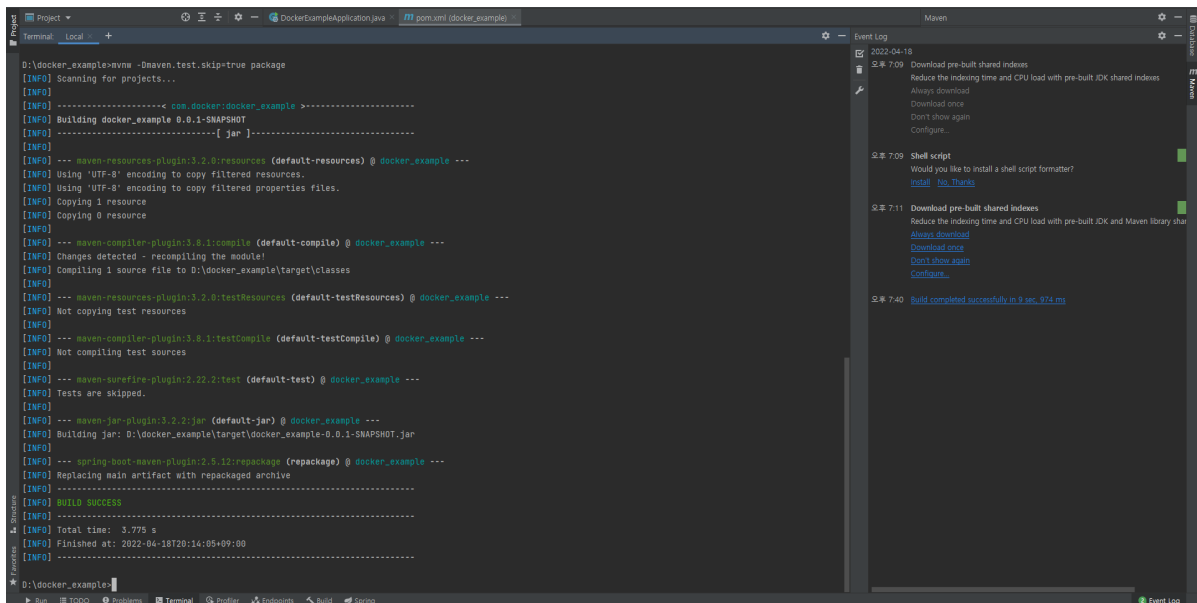 Project
DockerExampleApplication.java
pom.xml (docker_example)
Maven
Terminal: Local × +
Event Log
D:\docker_example>mvnw -Dmaven.test.skip=true package
[INFO] Scanning for projects...
[INFO]
[INFO] ---------------------< com.docker:docker_example >----------------------
[INFO] Building docker_example 0.0.1-SNAPSHOT
[INFO] --------------------------------[ jar ]---------------------------------
[INFO]
[INFO] --- maven-resources-plugin:3.2.0:resources (default-resources) @ docker_example ---
[INFO] Using 'UTF-8' encoding to copy filtered resources.
[INFO] Using 'UTF-8' encoding to copy filtered properties files.
[INFO] Copying 1 resource
[INFO] Copying 0 resource
[INFO]
[INFO] --- maven-compiler-plugin:3.8.1:compile (default-compile) @ docker_example ---
[INFO] Changes detected - recompiling the module!
[INFO] Compiling 1 source file to D:\docker_example\target\classes
[INFO]
[INFO] --- maven-resources-plugin:3.2.0:testResources (default-testResources) @ docker_example ---
[INFO] Not copying test resources
[INFO]
[INFO] --- maven-compiler-plugin:3.8.1:testCompile (default-testCompile) @ docker_example ---
[INFO] Not compiling test sources
[INFO]
[INFO] --- maven-surefire-plugin:2.22.2:test (default-test) @ docker_example ---
[INFO] Tests are skipped.
[INFO]
[INFO] --- maven-jar-plugin:3.2.2:jar (default-jar) @ docker_example ---
[INFO] Building jar: D:\docker_example\target\docker_example-0.0.1-SNAPSHOT.jar
[INFO]
[INFO] --- spring-boot-maven-plugin:2.5.12:repackage (repackage) @ docker_example ---
[INFO] Replacing main artifact with repackaged archive
[INFO] ------------------------------------------------------------------------
[INFO] BUILD SUCCESS
[INFO] ------------------------------------------------------------------------
[INFO] Total time:  3.775 s
[INFO] Finished at: 2022-04-18T20:14:05+09:00
[INFO] ------------------------------------------------------------------------
D:\docker_example>
2022-04-18
오후 7:09 Download pre-built shared indexes
Reduce the indexing time and CPU load with pre-built JDK shared indexes
Always download
Download once
Don't show again
Configure...
오후 7:09 Shell script
Would you like to install a shell script formatter?
Install No, Thanks
오후 7:11 Download pre-built shared indexes
Reduce the indexing time and CPU load with pre-built JDK and Maven library shar
Always download
Download once
Don't show again
Configure...
오후 7:40 Build completed successfully in 9 sec, 974 ms
Project
Structure
Favorites
Database
Maven
Run TODO Problems Terminal Profiler Endpoints Build Spring
2 Event Log